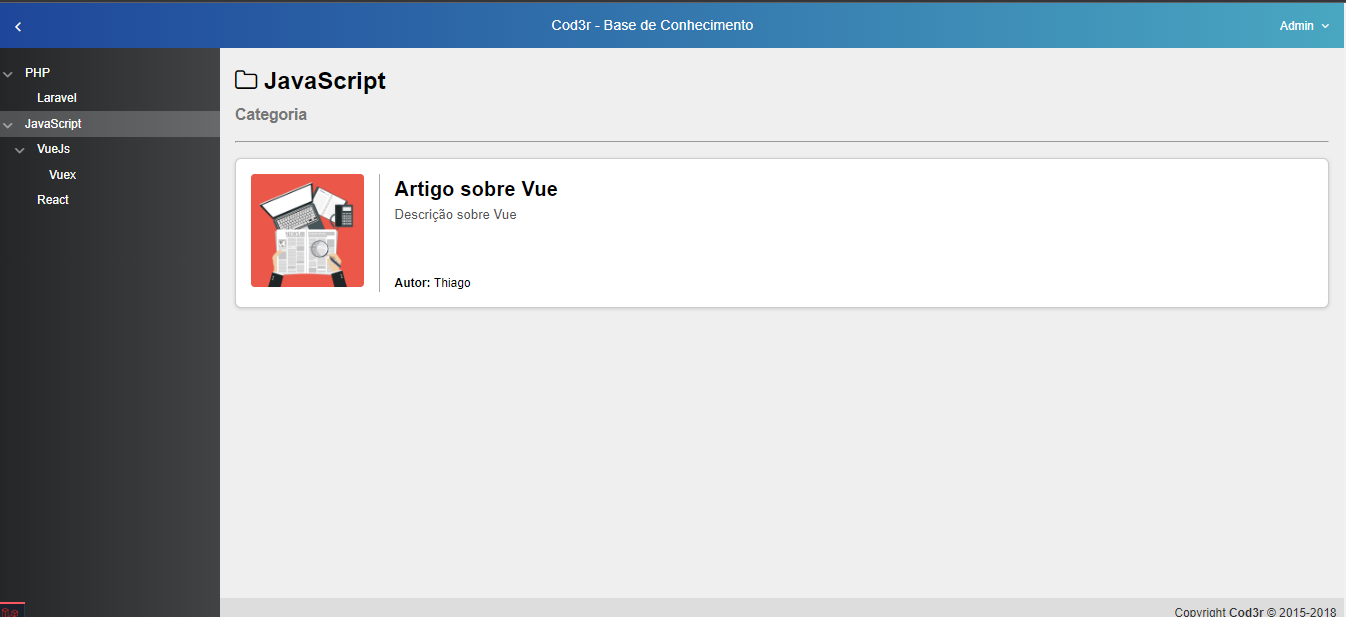 Cod3r - Base de Conhecimento
Admin
PHP
Laravel
JavaScript
VueJs
Vuex
React
JavaScript
Categoria
Artigo sobre Vue
Descrição sobre Vue
Autor: Thiago
Copyright Cod3r © 2015-2018